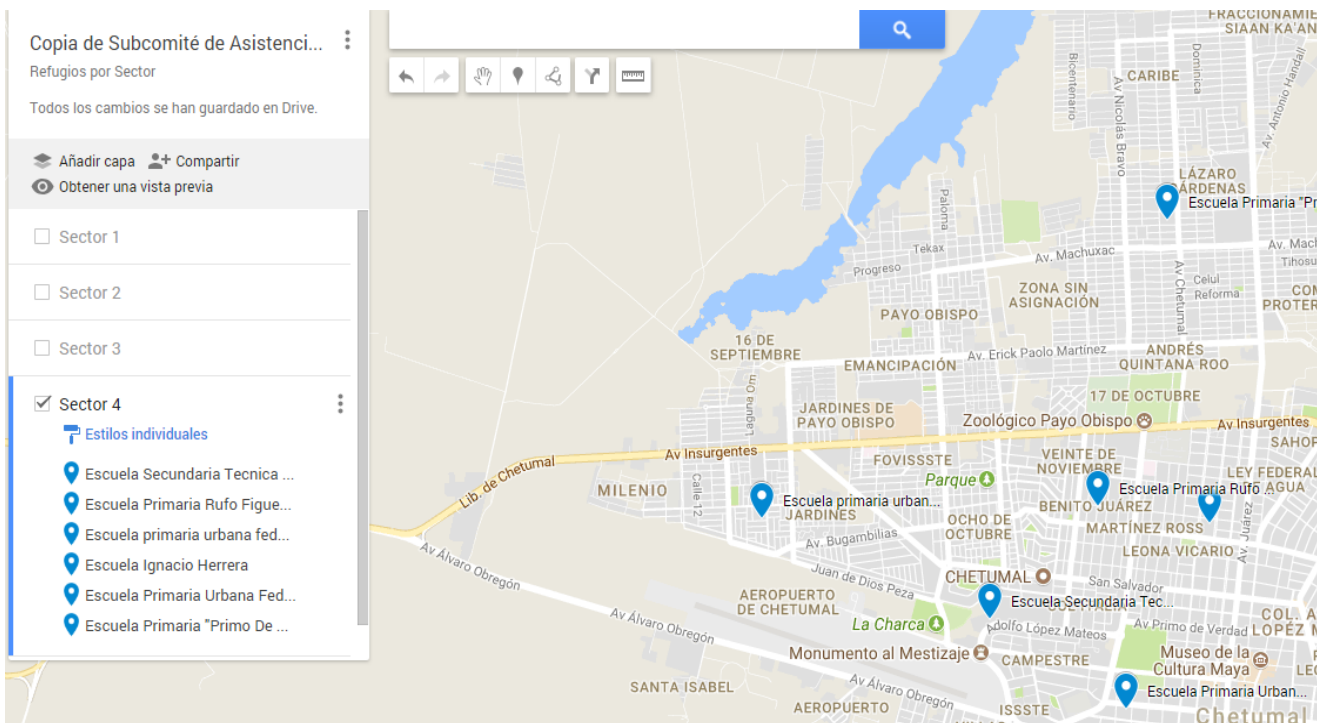 Copia de Subcomité de Asistenci...
Refugios por Sector
Todos los cambios se han guardado en Drive.
Añadir capa
Compartir
Obtener una vista previa
Sector 1
Sector 2
Sector 3
Sector 4
Estilos individuales
Escuela Secundaria Tecnica ...
Escuela Primaria Rufo Figue...
Escuela primaria urbana fed...
Escuela Ignacio Herrera
Escuela Primaria Urbana Fed...
Escuela Primaria "Primo De ...
FRACCIONAMIE
SIAAN KA'AN
Bicentenario
Av Nicolás Bravo
Dominica
Av. Antonio Handall
CARIBE
LÁZARO
CÁRDENAS
Escuela Primaria "Pr
Paloma
Tekax
Progreso
Av. Machuxac
Av. Mac
Tihosu
Av. Chetumal
Celul
Reforma
ZONA SIN
ASIGNACIÓN
PROTER
PAYO OBISPO
16 DE
SEPTIEMBRE
EMANCIPACIÓN
Av. Erick Paolo Martínez
ANDRÉS
QUINTANA ROO
Laguna Om
17 DE OCTUBRE
JARDINES DE
PAYO OBISPO
Zoológico Payo Obispo
Av Insurgentes
Av Insurgentes
SAHOP
Lib. de Chetumal
FOVISSSTE
VEINTE DE
NOVIEMBRE
LEY FEDERAL
AGUA
MILENIO
Calle 12
Parque
Escuela Primaria Rufo ...
Escuela primaria urban...
JARDINES
BENITO JUÁREZ
OCHO DE
OCTUBRE
MARTÍNEZ ROSS
Av. Juárez
Av. Bugambilias
LEONA VICARIO
Av Álvaro Obregón
Juan de Dios Peza
CHETUMAL
San Salvador
AEROPUERTO
DE CHETUMAL
Escuela Secundaria Tec...
Av Álvaro Obregón
La Charca
Adolfo López Mateos
Av Primo de Verdad
COL. A
LOPÉZ M
Monumento al Mestizaje
CAMPESTRE
Museo de la
Cultura Maya
SANTA ISABEL
Av Álvaro Obregón
Escuela Primaria Urban...
AEROPUERTO
ISSSTE
Chetumal